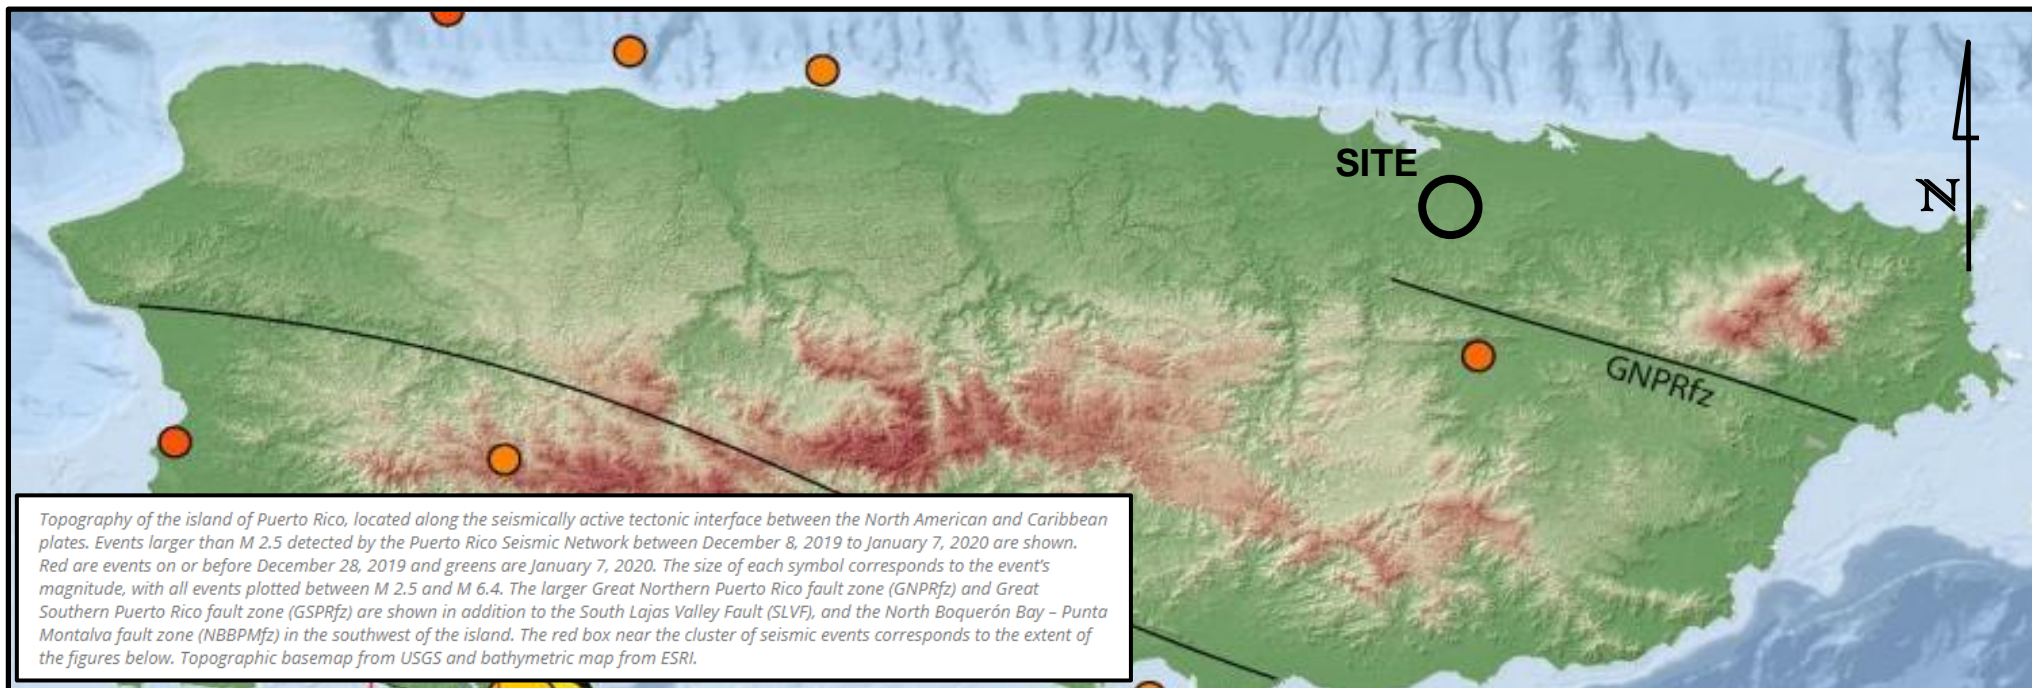 SITE
N
GNPRfz
Topography of the island of Puerto Rico, located along the seismically active tectonic interface between the North American and Caribbean
plates. Events larger than M 2.5 detected by the Puerto Rico Seismic Network between December 8, 2019 to January 7, 2020 are shown.
Red are events on or before December 28, 2019 and greens are January 7, 2020. The size of each symbol corresponds to the event's
magnitude, with all events plotted between M 2.5 and M 6.4. The larger Great Northern Puerto Rico fault zone (GNPRfz) and Great
Southern Puerto Rico fault zone (GSPRfz) are shown in addition to the South Lajas Valley Fault (SLVF), and the North Boquerón Bay – Punta
Montalva fault zone (NBBPMfz) in the southwest of the island. The red box near the cluster of seismic events corresponds to the extent of
the figures below. Topographic basemap from USGS and bathymetric map from ESRI.